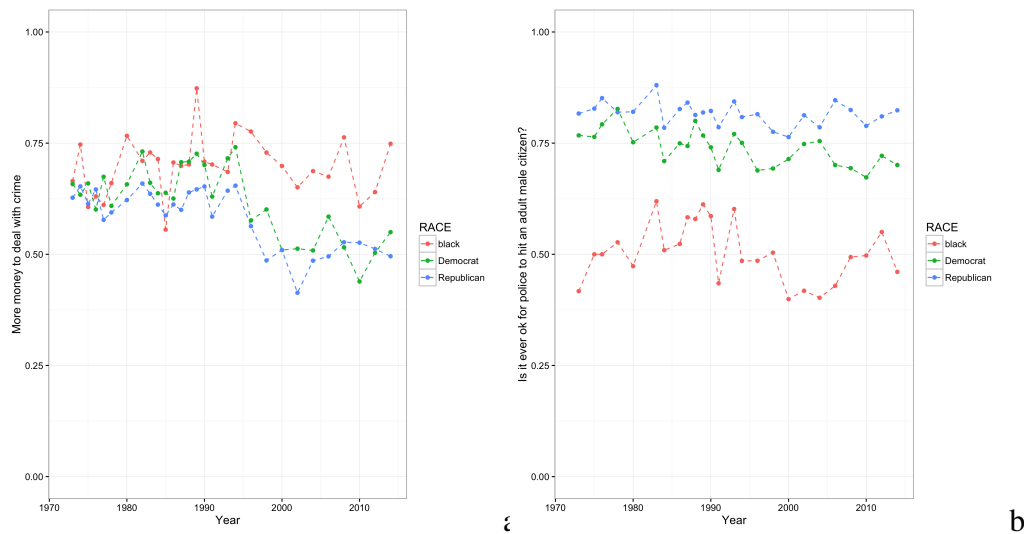 More money to deal with crime
1.00
0.75
0.50
0.25
0.00
1970
1980
1990
2000
2010
Year
RACE
black
Democrat
Republican
Is it ever ok for police to hit an adult male citizen?
1.00
0.75
0.50
0.25
0.00
1970
1980
1990
2000
2010
Year
RACE
black
Democrat
Republican
b